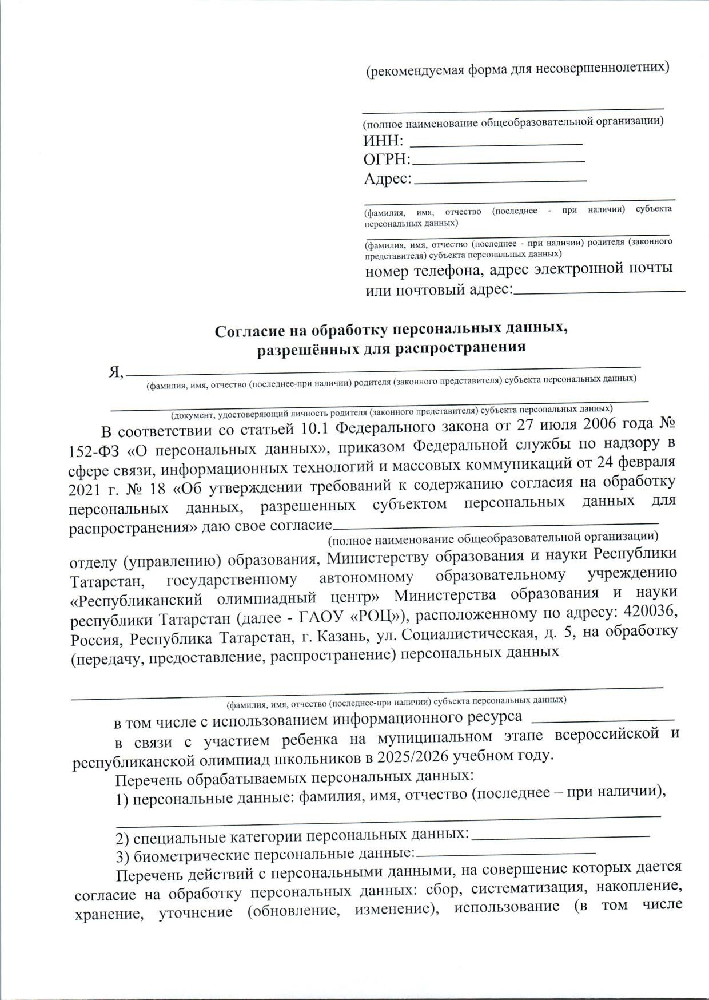 (рекомендуемая форма для несовершеннолетних)
(полное наименование общеобразовательной организации)
ИНН:
ОГРН:
Адрес:
(фамилия, имя, отчество (последнее - при наличии) субъекта
персональных данных)
(фамилия, имя, отчество (последнее - при наличии) родителя (законного
представителя) субъекта персональных данных)
номер телефона, адрес электронной почты
или почтовый адрес:
Согласие на обработку персональных данных,
разрешённых для распространения
Я,
(фамилия, имя, отчество (последнее-при наличии) родителя (законного представителя) субъекта персональных данных)
(документ, удостоверяющий личность родителя (законного представителя) субъекта персональных данных)
В соответствии со статьей 10.1 Федерального закона от 27 июля 2006 года №
152-ФЗ «О персональных данных», приказом Федеральной службы по надзору в
сфере связи, информационных технологий и массовых коммуникаций от 24 февраля
2021 г. № 18 «Об утверждении требований к содержанию согласия на обработку
персональных данных, разрешенных субъектом персональных данных для
распространения» даю свое согласие
(полное наименование общеобразовательной организации)
отделу (управлению) образования, Министерству образования и науки Республики
Татарстан, государственному автономному образовательному учреждению
«Республиканский олимпиадный центр» Министерства образования и науки
республики Татарстан (далее - ГАОУ «РОЦ»), расположенному по адресу: 420036,
Россия, Республика Татарстан, г. Казань, ул. Социалистическая, д. 5, на обработку
(передачу, предоставление, распространение) персональных данных
(фамилия, имя, отчество (последнее-при наличии) субъекта персональных данных)
в том числе с использованием информационного ресурса
в связи с участием ребенка на муниципальном этапе всероссийской и
республиканской олимпиад школьников в 2025/2026 учебном году.
Перечень обрабатываемых персональных данных:
1) персональные данные: фамилия, имя, отчество (последнее – при наличии),
2) специальные категории персональных данных:
3) биометрические персональные данные:
Перечень действий с персональными данными, на совершение которых дается
согласие на обработку персональных данных: сбор, систематизация, накопление,
хранение, уточнение (обновление, изменение), использование (в том числе